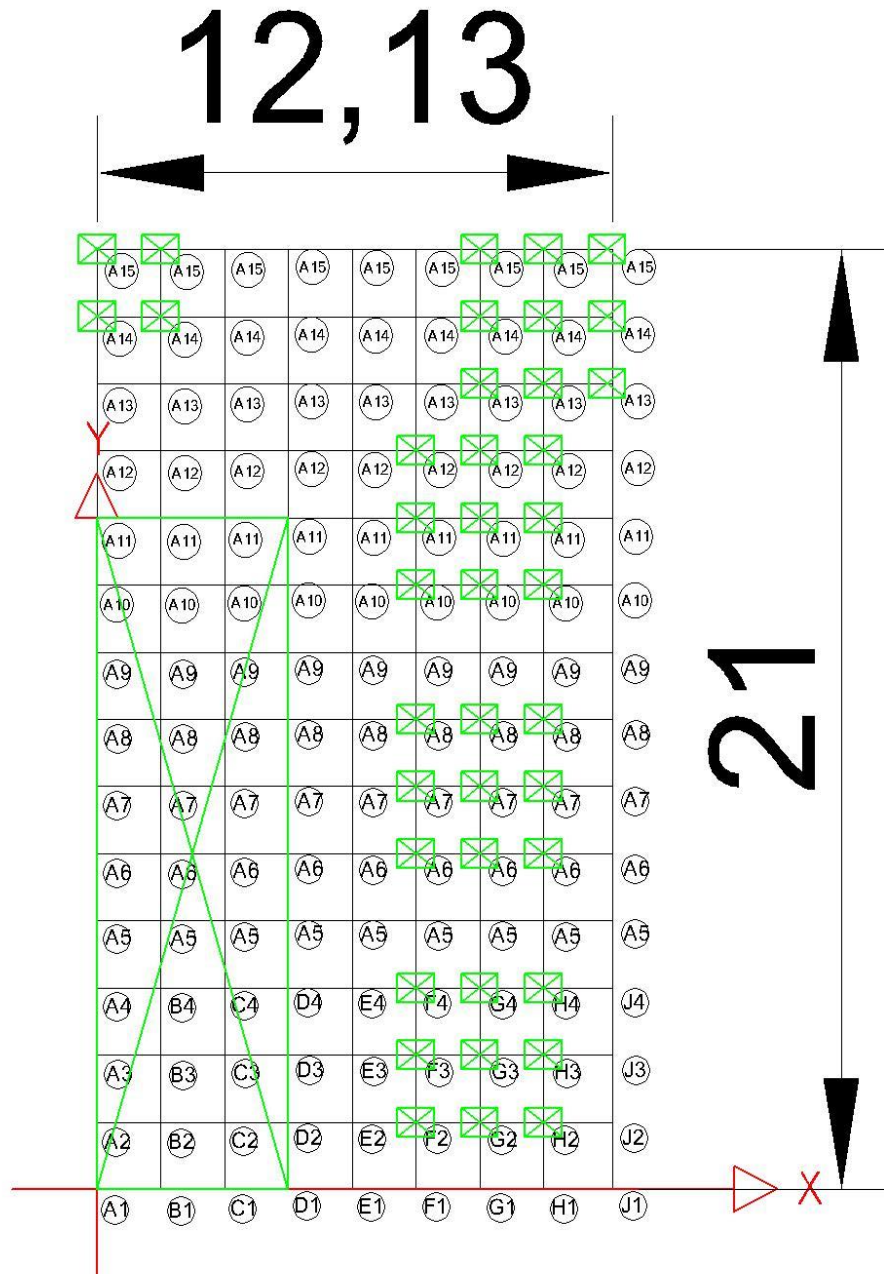 12,13
A15 A15 A15 A15 A15 A15 A15 A15 A15
A14 A14 A14 A14 A14 A14 A14 A14 A14
A13 A13 A13 A13 A13 A13 A13 A13 A13
Y
A12 A12 A12 A12 A12 A12 A12 A12 A12
A11 A11 A11 A11 A11 A11 A11 A11 A11
A10 A10 A10 A10 A10 A10 A10 A10 A10
A9 A9 A9 A9 A9 A9 A9 A9 A9
21
A8 A8 A8 A8 A8 A8 A8 A8 A8
A7 A7 A7 A7 A7 A7 A7 A7 A7
A6 A6 A6 A6 A6 A6 A6 A6 A6
A5 A5 A5 A5 A5 A5 A5 A5 A5
A4 B4 C4 D4 E4 F4 G4 H4 J4
A3 B3 C3 D3 E3 F3 G3 H3 J3
A2 B2 C2 D2 E2 F2 G2 H2 J2
X
A1 B1 C1 D1 E1 F1 G1 H1 J1